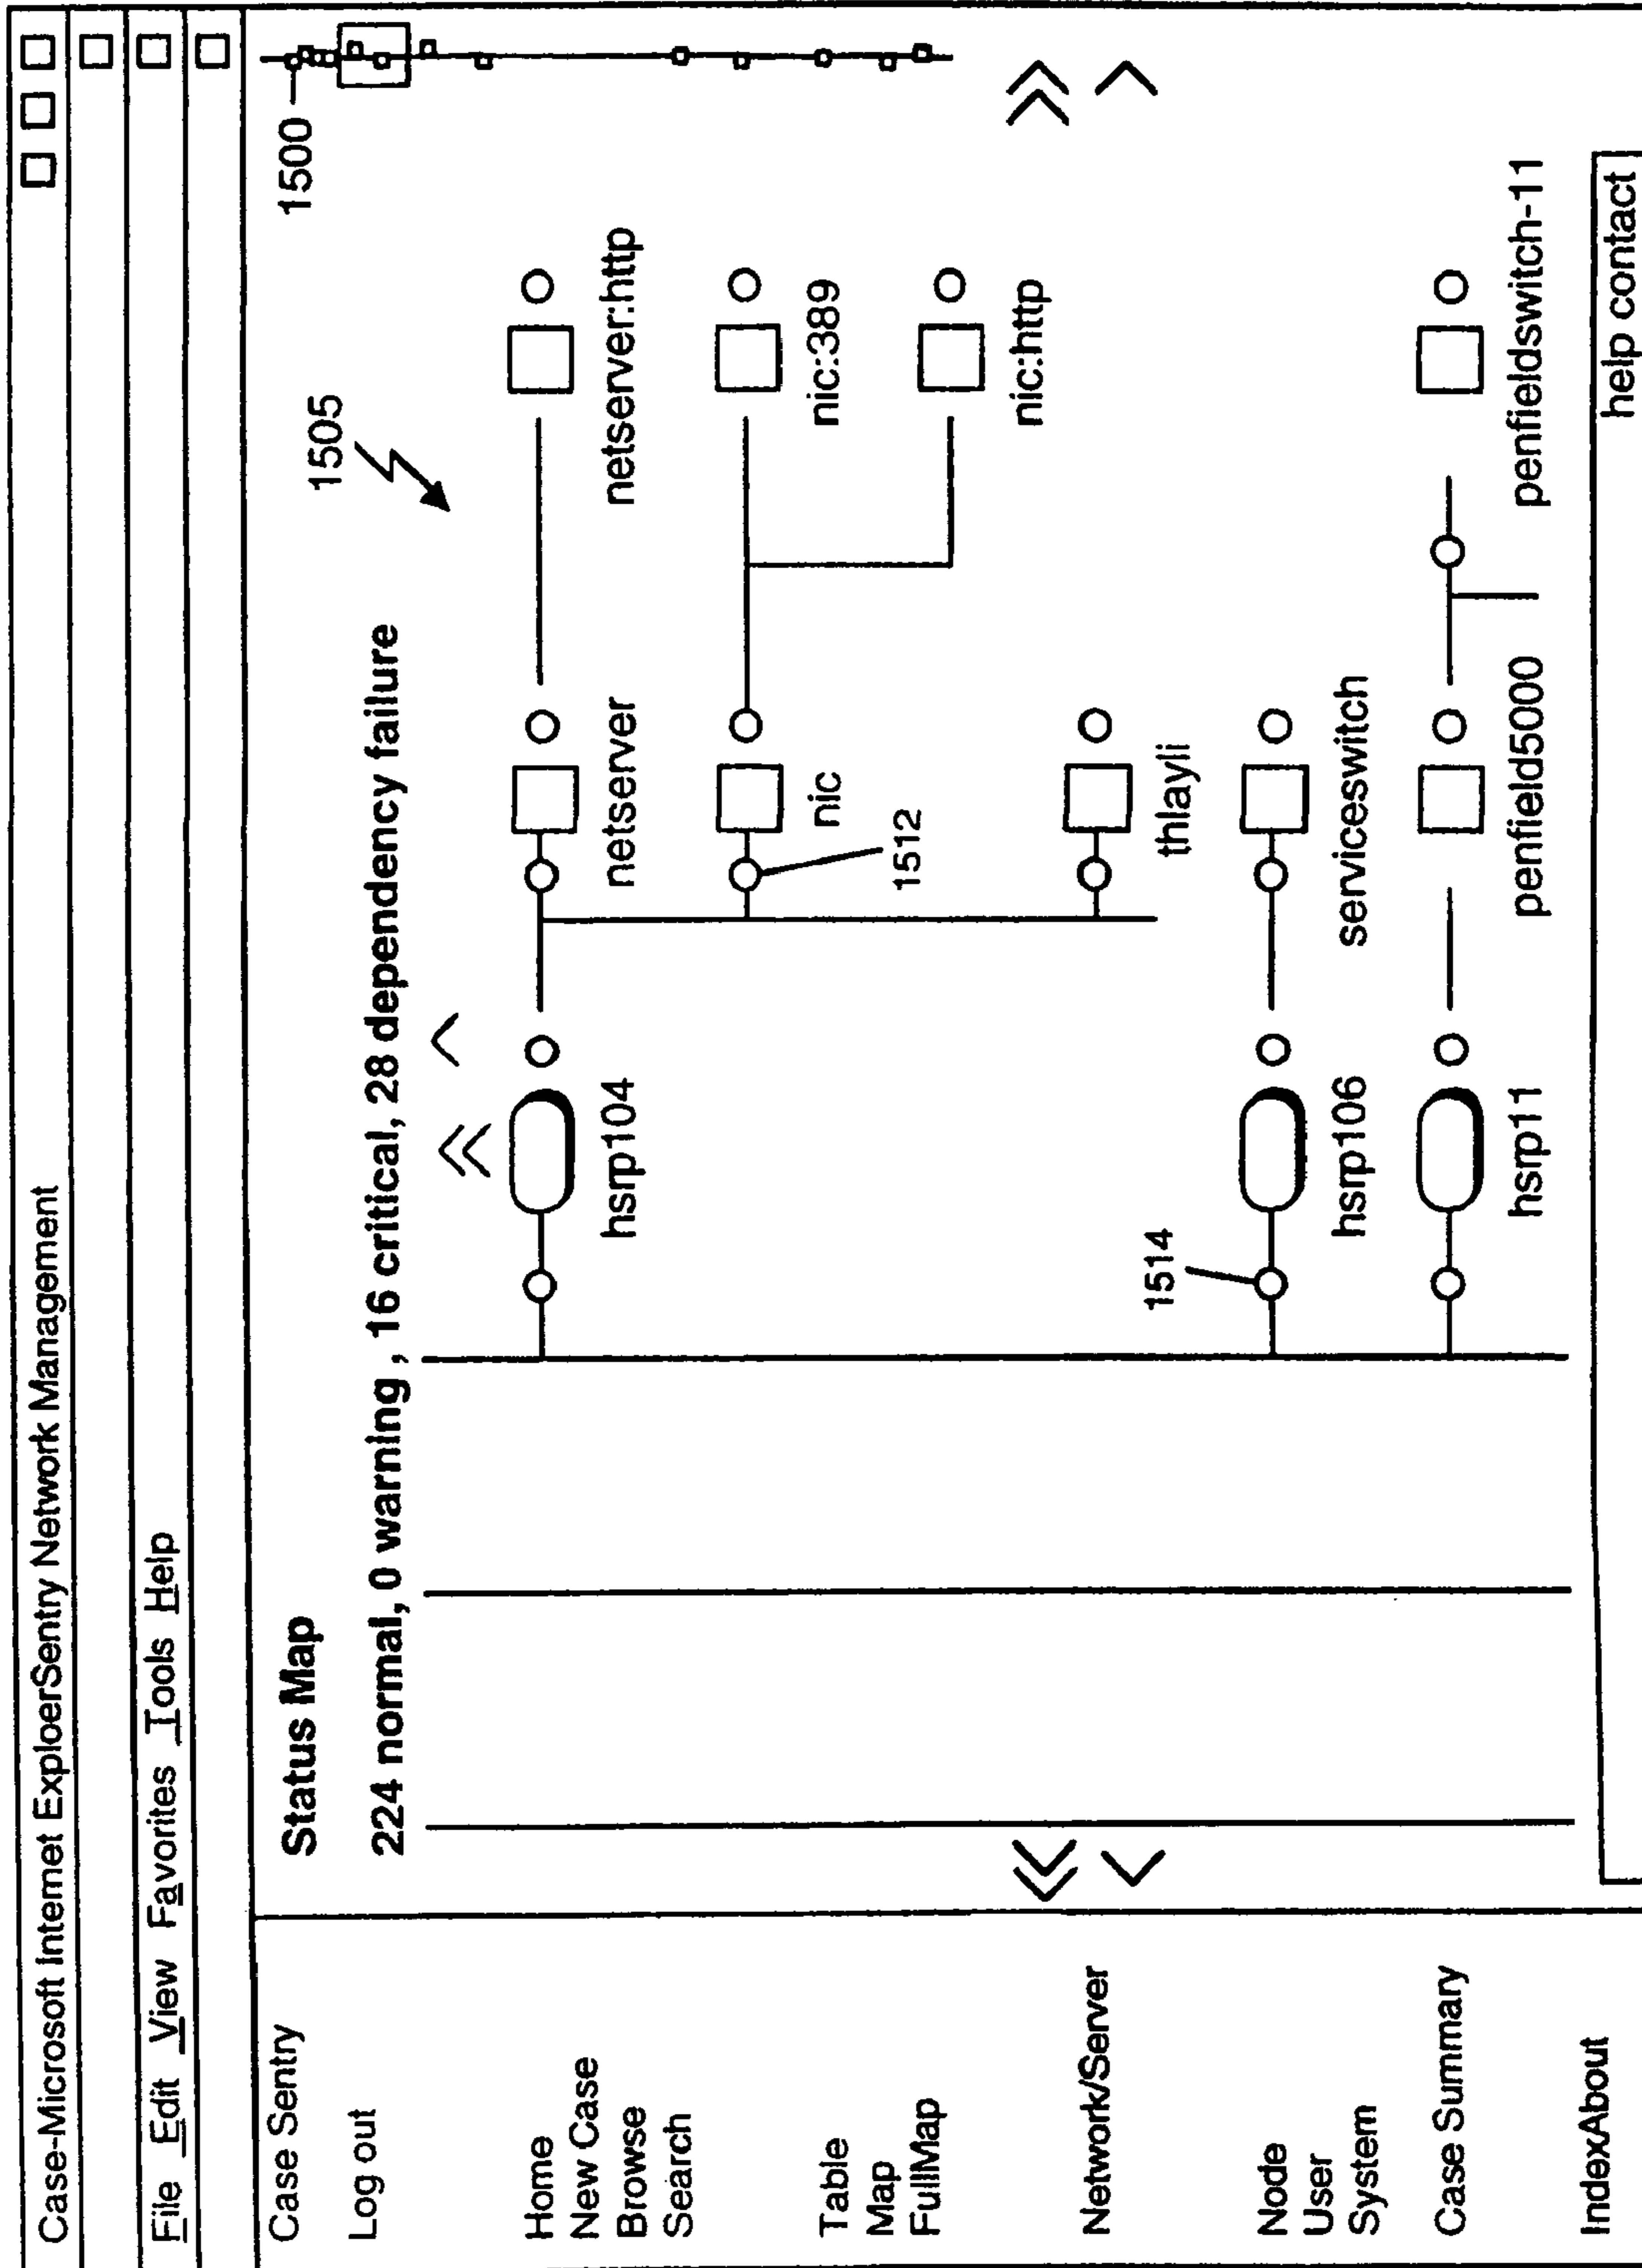 Case-Microsoft Internet ExploerSentry Network Management
File Edit View Favorites Tools Help
Case Sentry
Log out
Home
New Case
Browse
Search
Table
Map
FullMap
Network/Server
Node
User
System
Case Summary
IndexAbout
Status Map
1500
224 normal, 0 warning , 16 critical, 28 dependency failure
1505
hsrp104
netserver
netserver:http
nic
nic:389
1512
nic:http
thlayli
1514
hsrp106
serviceswitch
hsrp11
penfield5000
penfieldswitch-11
help contact